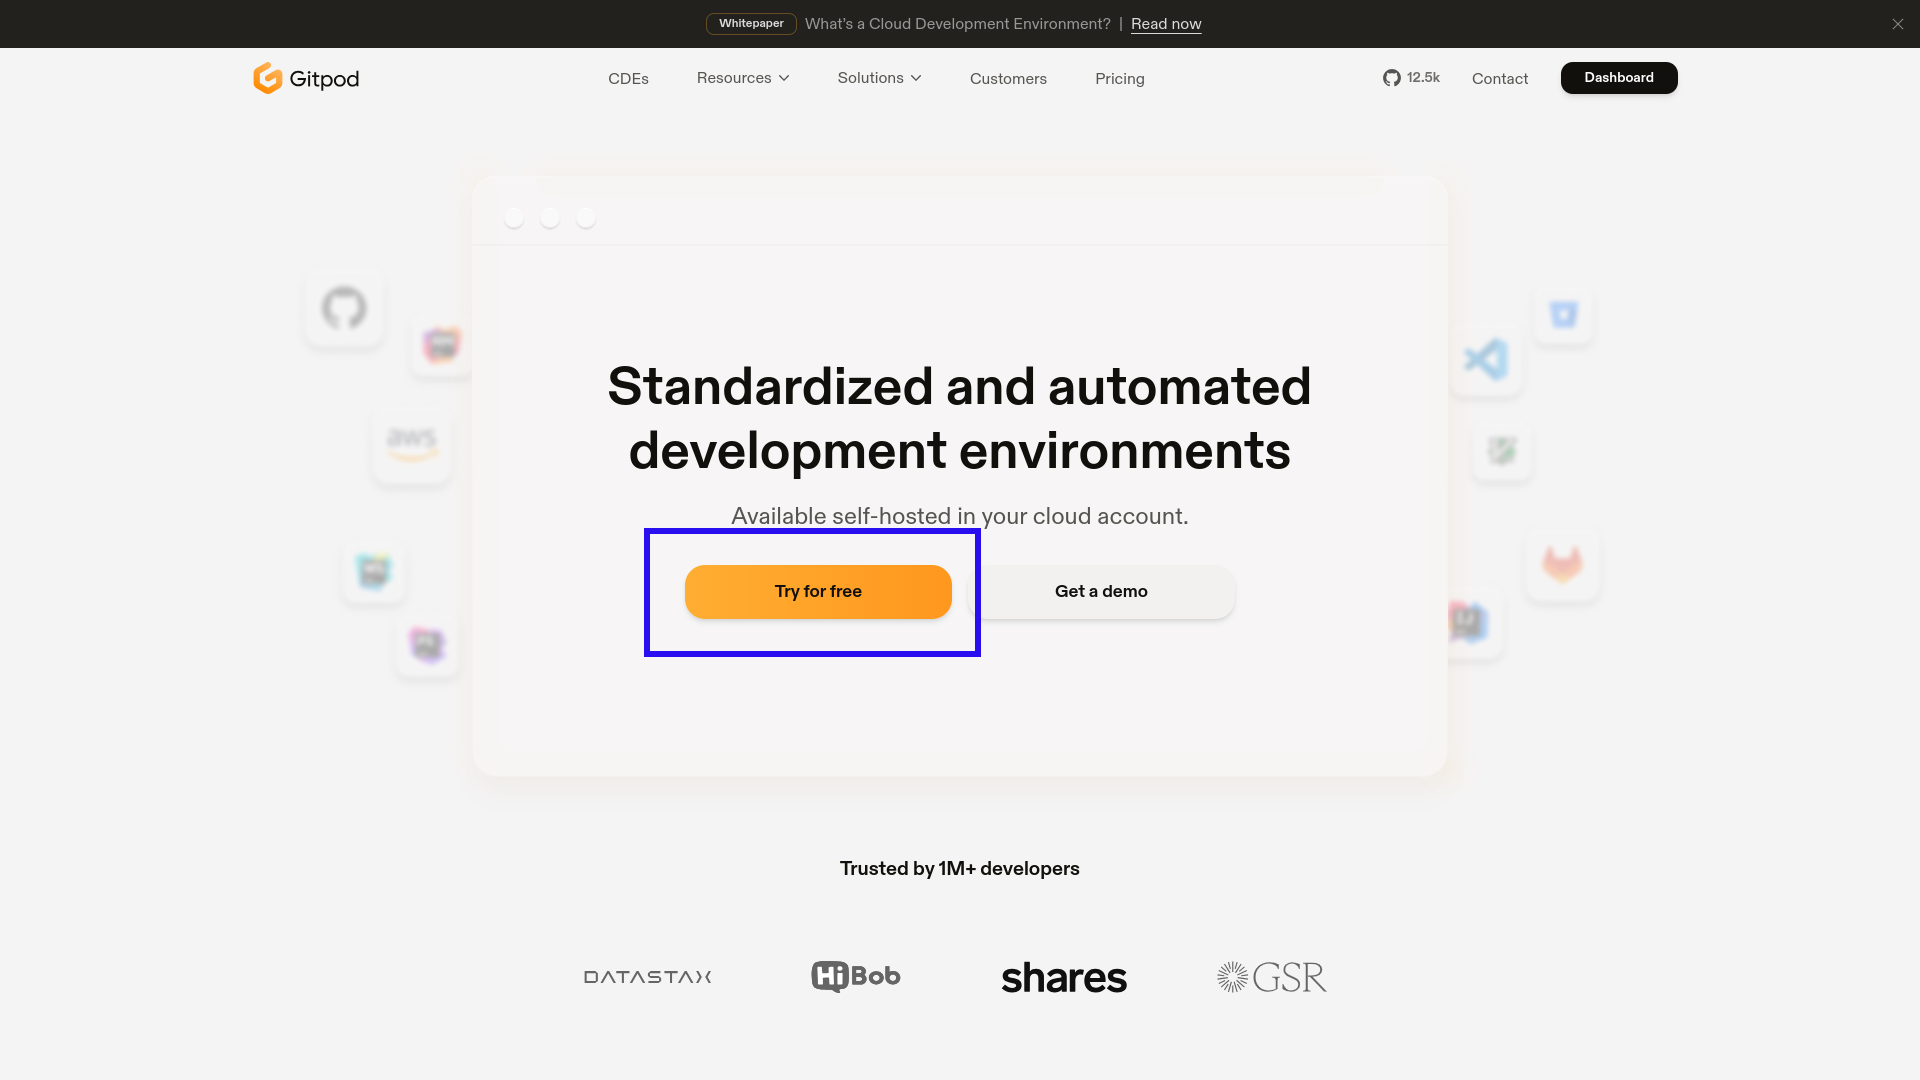 Whitepaper What's a Cloud Development Environment? | Read now
Gitpod CDEs Resources Solutions Customers Pricing 12.5k Contact Dashboard
aws
Standardized and automated
development environments
Available self-hosted in your cloud account.
Try for free Get a demo
Trusted by 1M+ developers
DATASTAX HiBob shares GSR